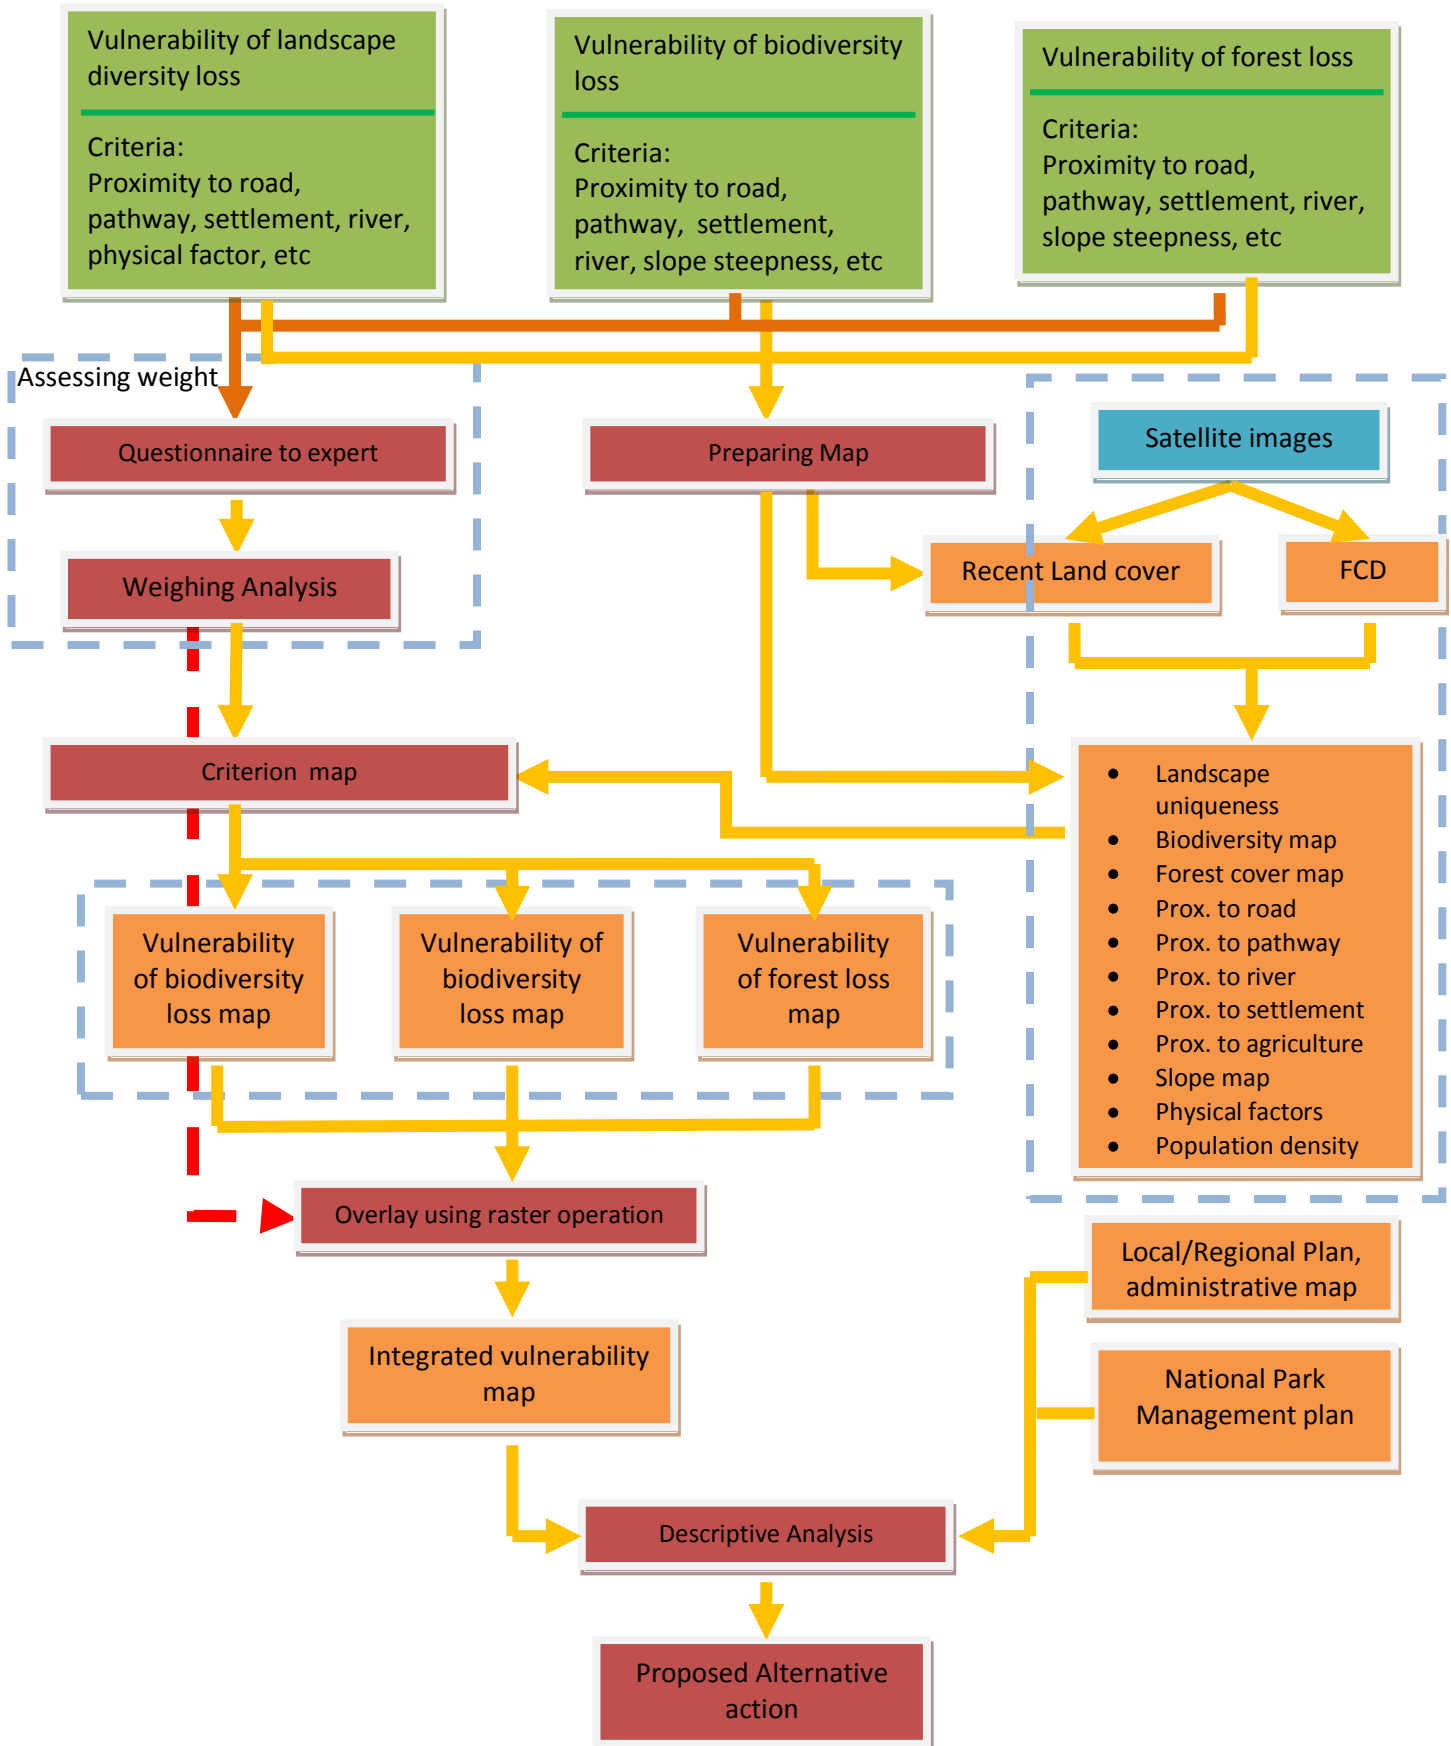 Vulnerability of landscape
diversity loss
Criteria:
Proximity to road,
pathway, settlement, river,
physical factor, etc
Vulnerability of biodiversity
loss
Criteria:
Proximity to road,
pathway, settlement,
river, slope steepness, etc
Vulnerability of forest loss
Criteria:
Proximity to road,
pathway, settlement, river,
slope steepness, etc
Assessing weight
Questionnaire to expert
Preparing Map
Satellite images
Weighing Analysis
Recent Land cover
FCD
Criterion map
• Landscape
uniqueness
• Biodiversity map
• Forest cover map
• Prox. to road
• Prox. to pathway
• Prox. to river
• Prox. to settlement
• Prox. to agriculture
• Slope map
• Physical factors
• Population density
Vulnerability
of biodiversity
loss map
Vulnerability of
biodiversity
loss map
Vulnerability
of forest loss
map
Overlay using raster operation
Local/Regional Plan,
administrative map
Integrated vulnerability
map
National Park
Management plan
Descriptive Analysis
Proposed Alternative
action